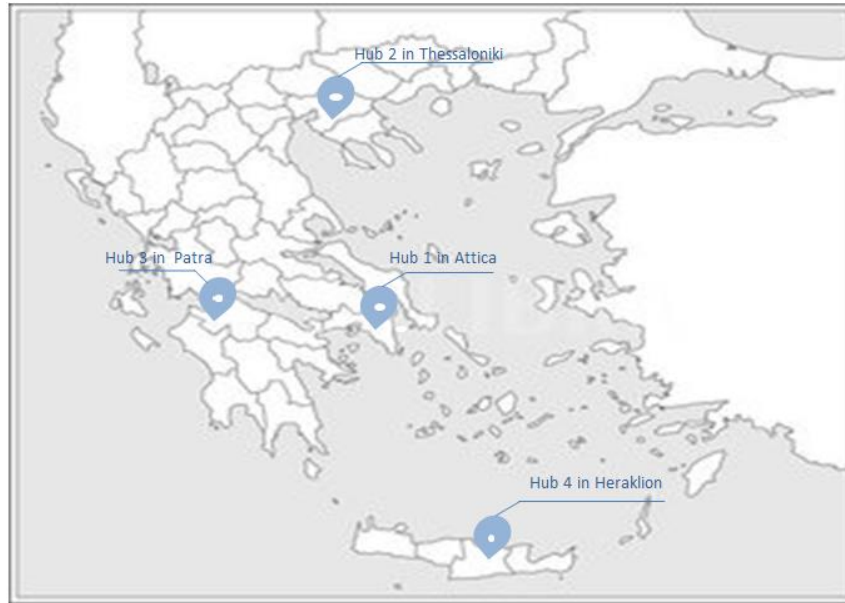 Hub 2 in Thessaloniki
Hub 3 in Patra
Hub 1 in Attica
Hub 4 in Heraklion